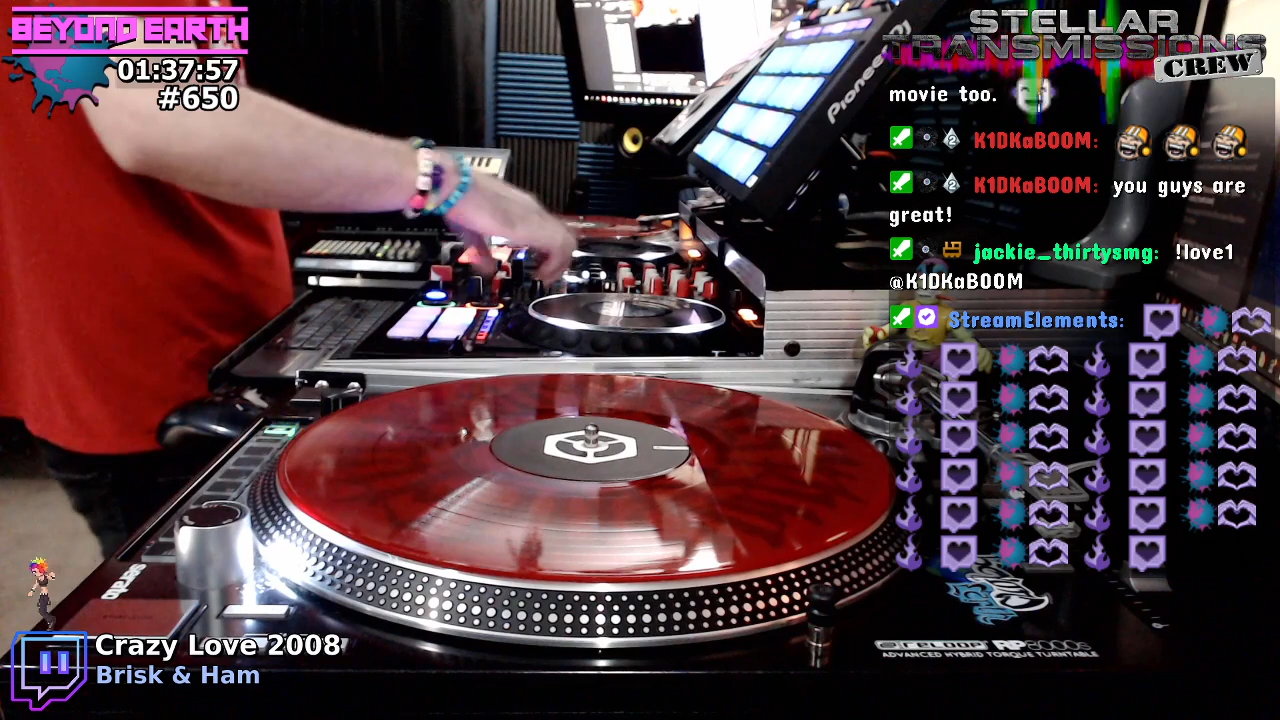 BEYOND EARTH
01:37:57
#650
STELLAR
TRANSMISSIONS
CREW
Pioneer
movie too.
K1DKaBOOM:
K1DKaBOOM: you guys are
great!
jackie_thirtysmg: !love1
@K1DKaBOOM
StreamElements:
serato
Crazy Love 2008
Brisk & Ham
reloop RP8000s
ADVANCED HYBRID TORQUE TURNTABLE